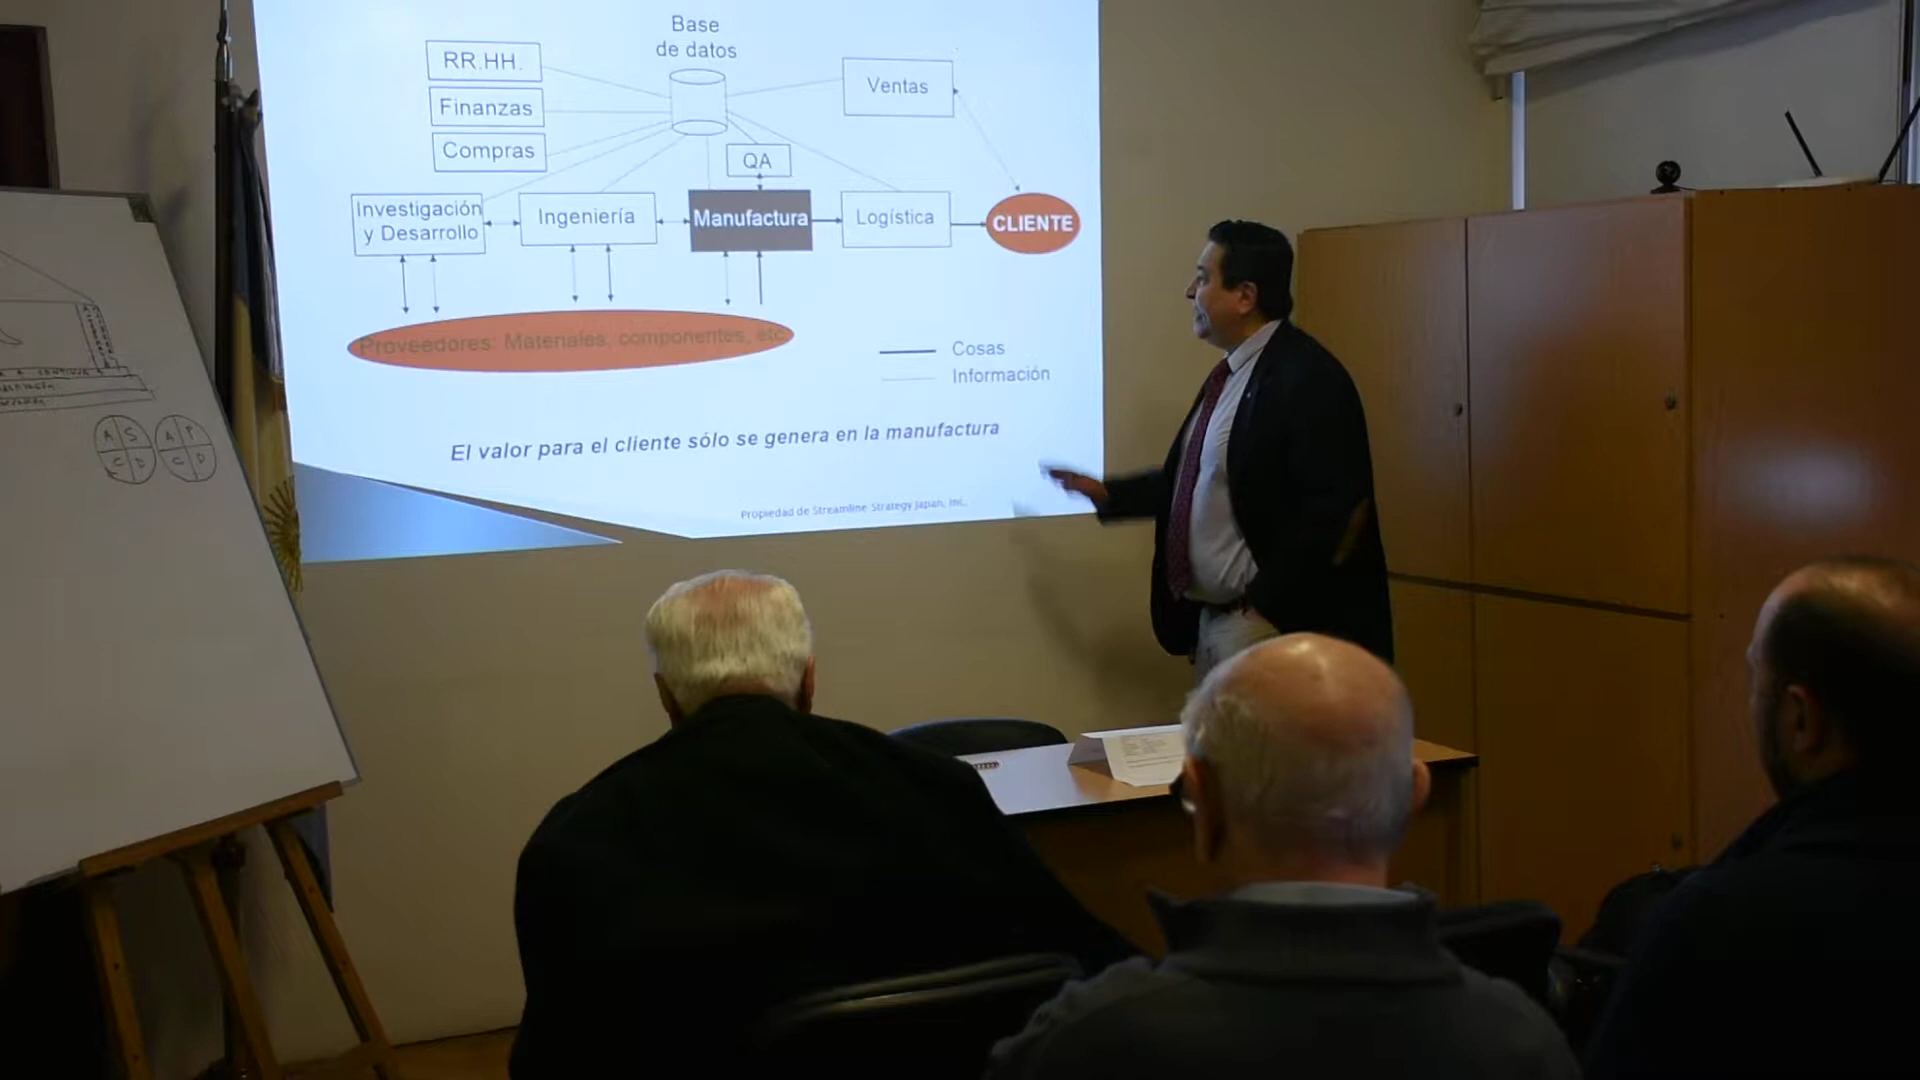 Base
de datos
RR.HH.
Finanzas
Compras
Ventas
QA
Investigación
y Desarrollo
Ingeniería
Manufactura
Logística
CLIENTE
Proveedores: Materiales, componentes, etc.
Cosas
Información
El valor para el cliente sólo se genera en la manufactura
Propiedad de Streamline Strategy Japan, Inc.
A S
C D
A P
C D